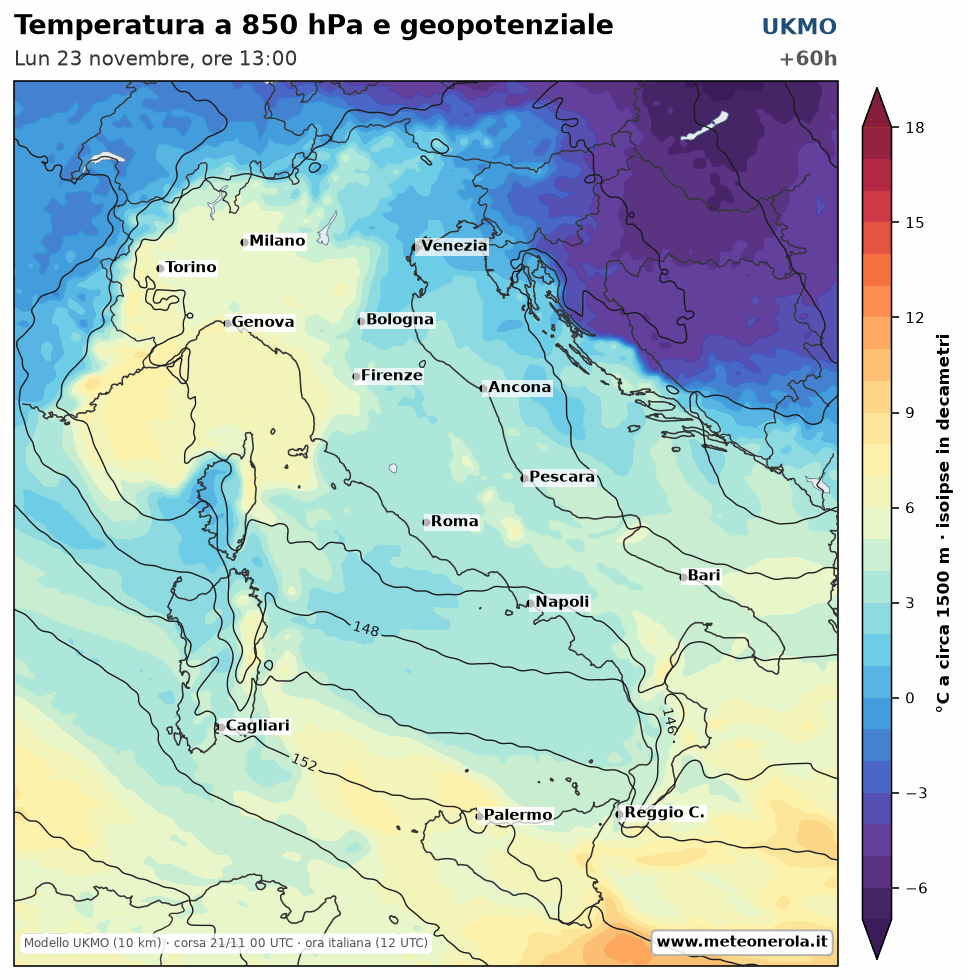 Temperatura a 850 hPa e geopotenziale
UKMO
Lun 23 novembre, ore 13:00
+60h
Milano
Venezia
Torino
Genova
Bologna
Firenze
Ancona
Pescara
Roma
Bari
Napoli
148
146
Cagliari
152
Palermo
Reggio C.
Modello UKMO (10 km) · corsa 21/11 00 UTC · ora italiana (12 UTC)
www.meteonerola.it
18
15
12
9
6
3
0
−3
−6
°C a circa 1500 m · isoipse in decametri